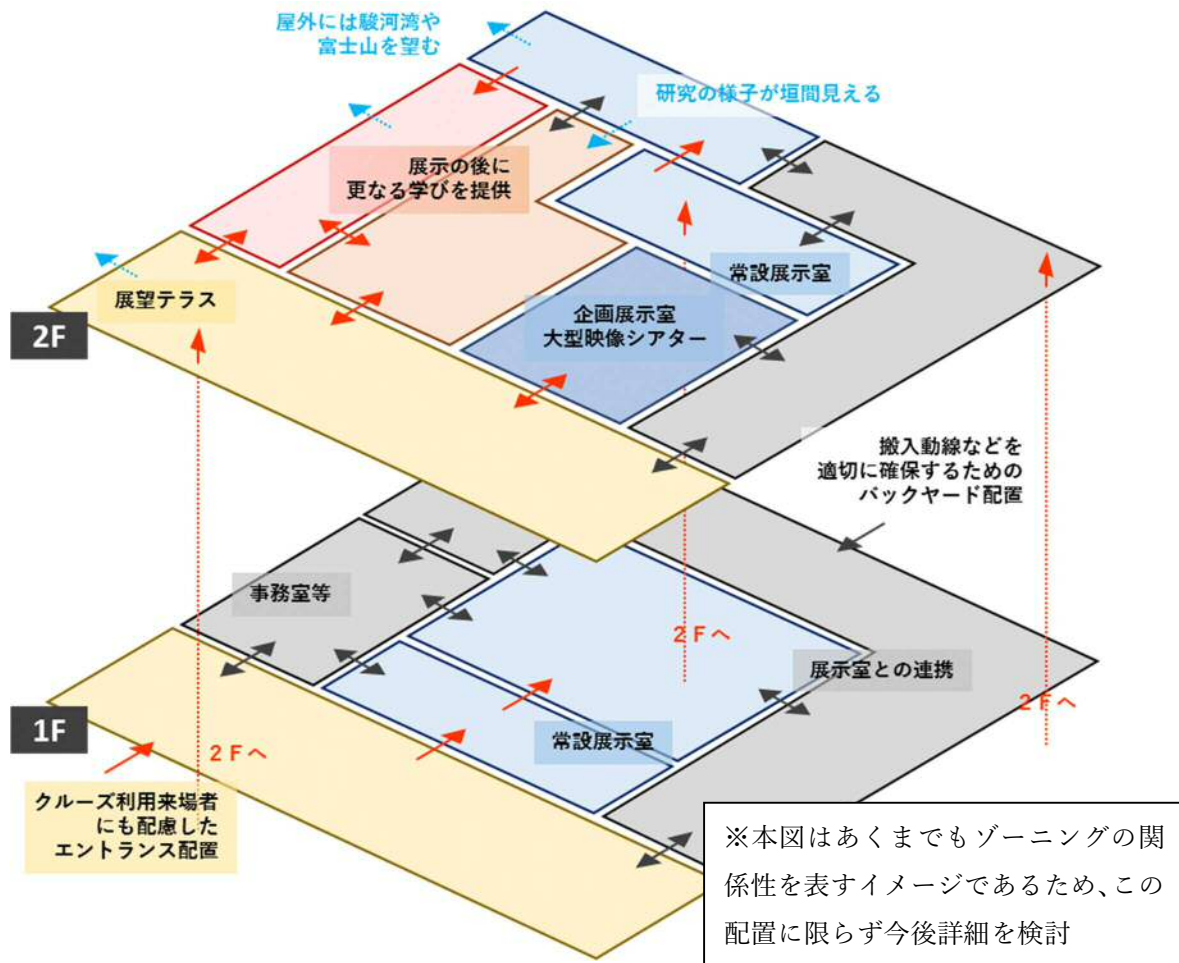 屋外には駿河湾や
富士山を望む
研究の様子が垣間見える
展示の後に
更なる学びを提供
常設展示室
展望テラス
企画展示室
大型映像シアター
2F
搬入動線などを
適切に確保するための
バックヤード配置
事務室等
2Fへ
展示室との連携
2Fへ
1F
常設展示室
2Fへ
クルーズ利用来場者
にも配慮した
エントランス配置
※本図はあくまでもゾーニングの関
係性を表すイメージであるため、この
配置に限らず今後詳細を検討